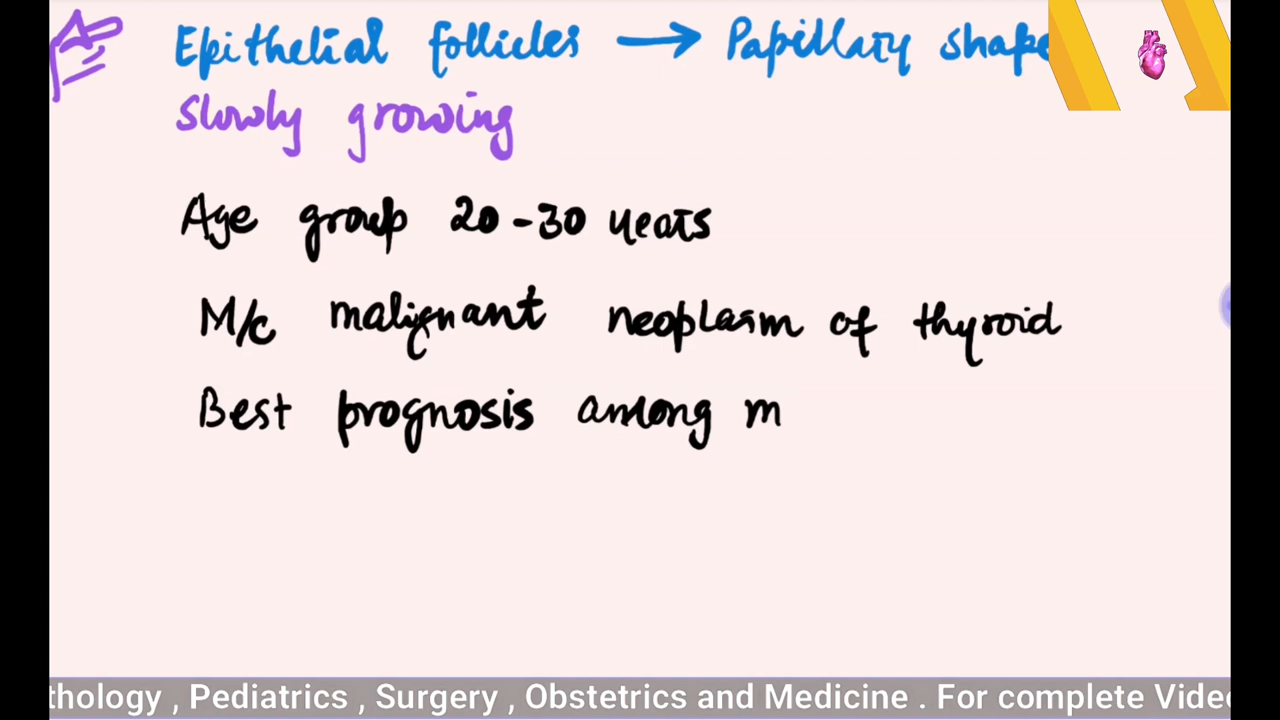 Epithelial follicles → Papillary shape
slowly growing
Age group 20-30 years
M/c malignant neoplasm of thyroid
Best prognosis among m
thology , Pediatrics , Surgery , Obstetrics and Medicine . For complete Vide